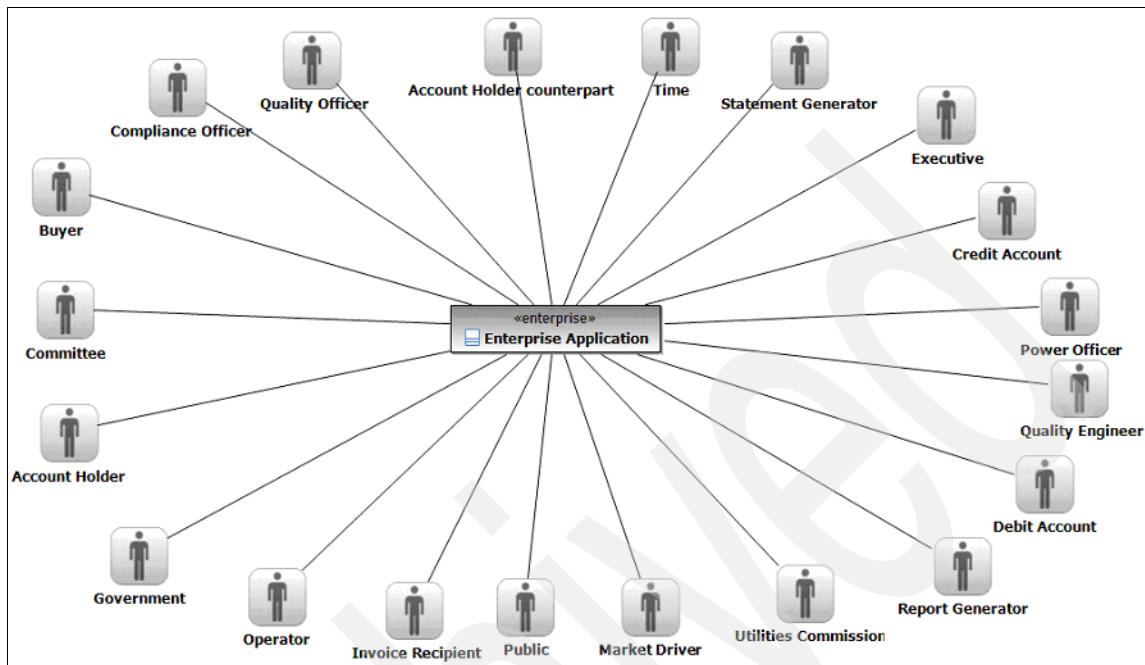 Account Holder counterpart
Time
Statement Generator
Quality Officer
Compliance Officer
Executive
Buyer
Credit Account
«enterprise»
Enterprise Application
Committee
Power Officer
Quality Engineer
Account Holder
Debit Account
Government
Report Generator
Operator
Invoice Recipient
Public
Market Driver
Utilities Commission